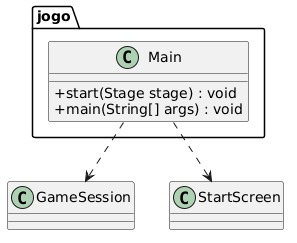 jogo
C Main
+start(Stage stage) : void
+main(String[] args) : void
C GameSession
C StartScreen